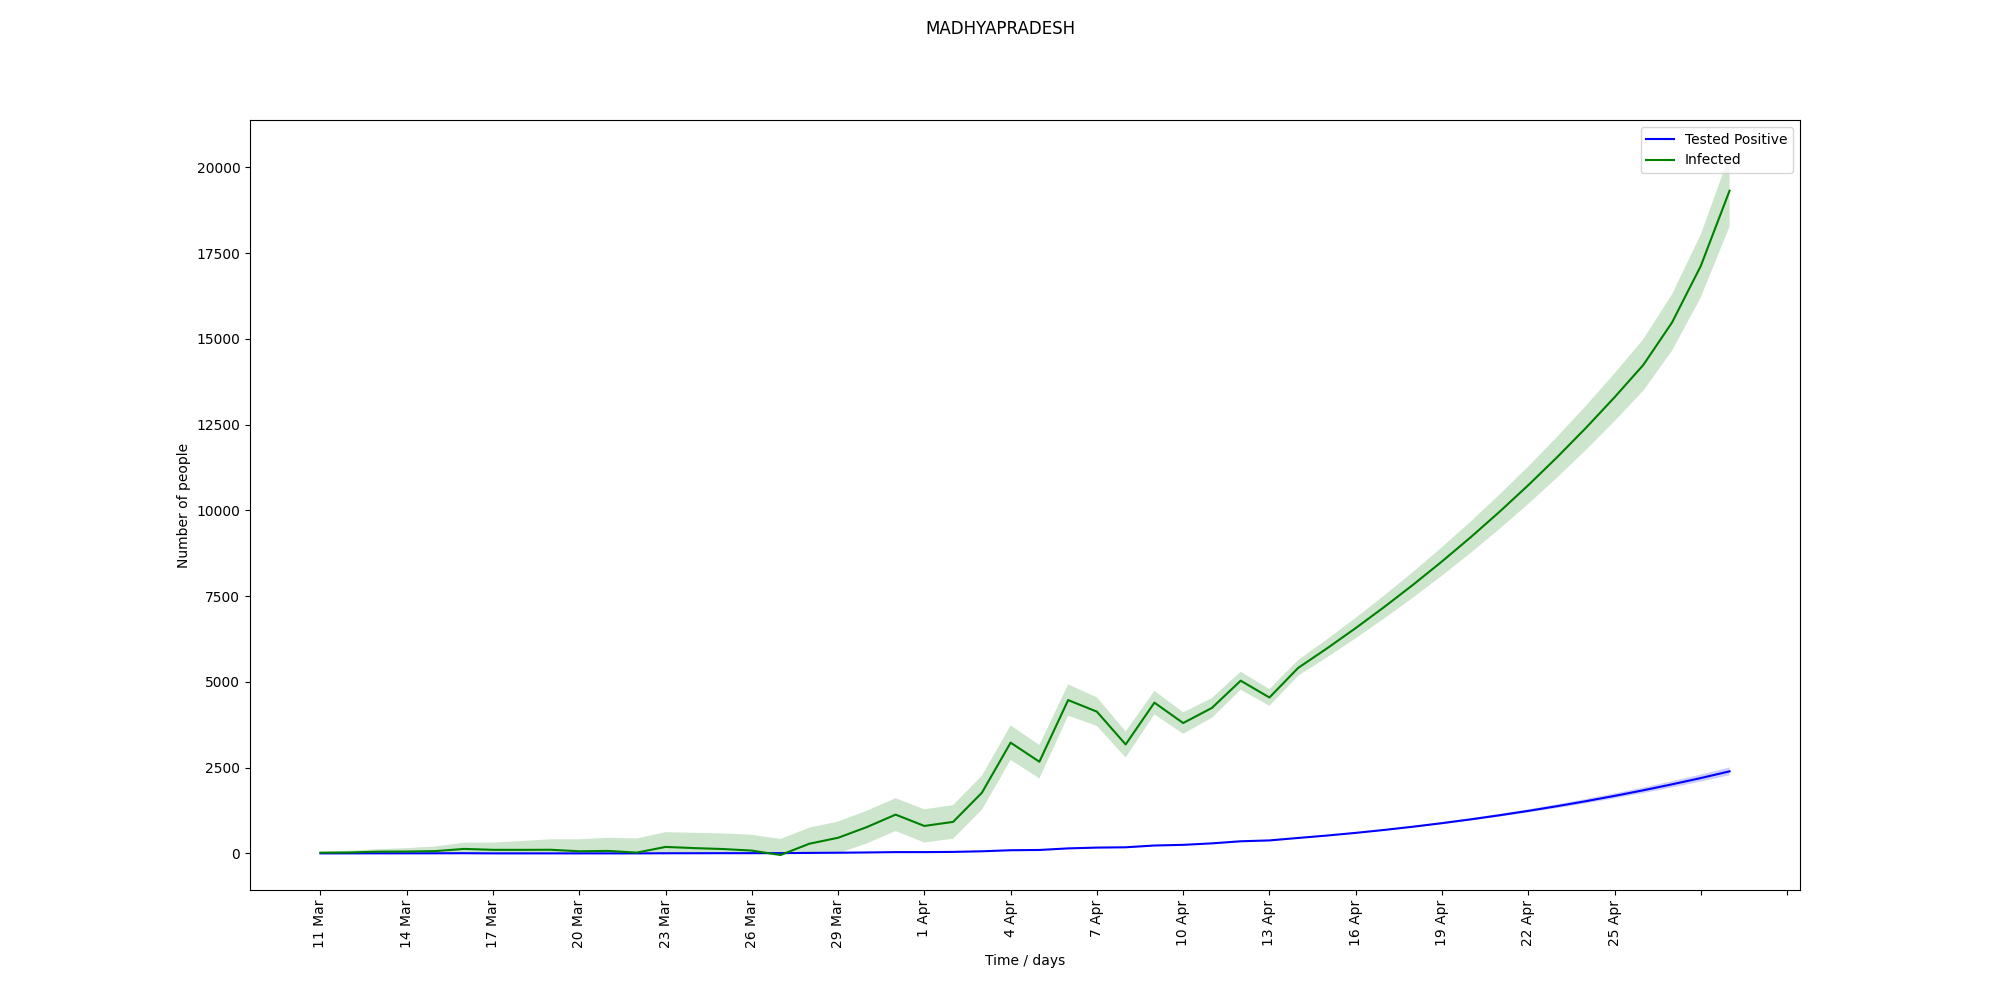 MADHYAPRADESH
Tested Positive
Infected
20000
17500
15000
12500
10000
7500
5000
2500
0
Number of people
11 Mar
14 Mar
17 Mar
20 Mar
23 Mar
26 Mar
29 Mar
1 Apr
4 Apr
7 Apr
10 Apr
13 Apr
16 Apr
19 Apr
22 Apr
25 Apr
Time / days